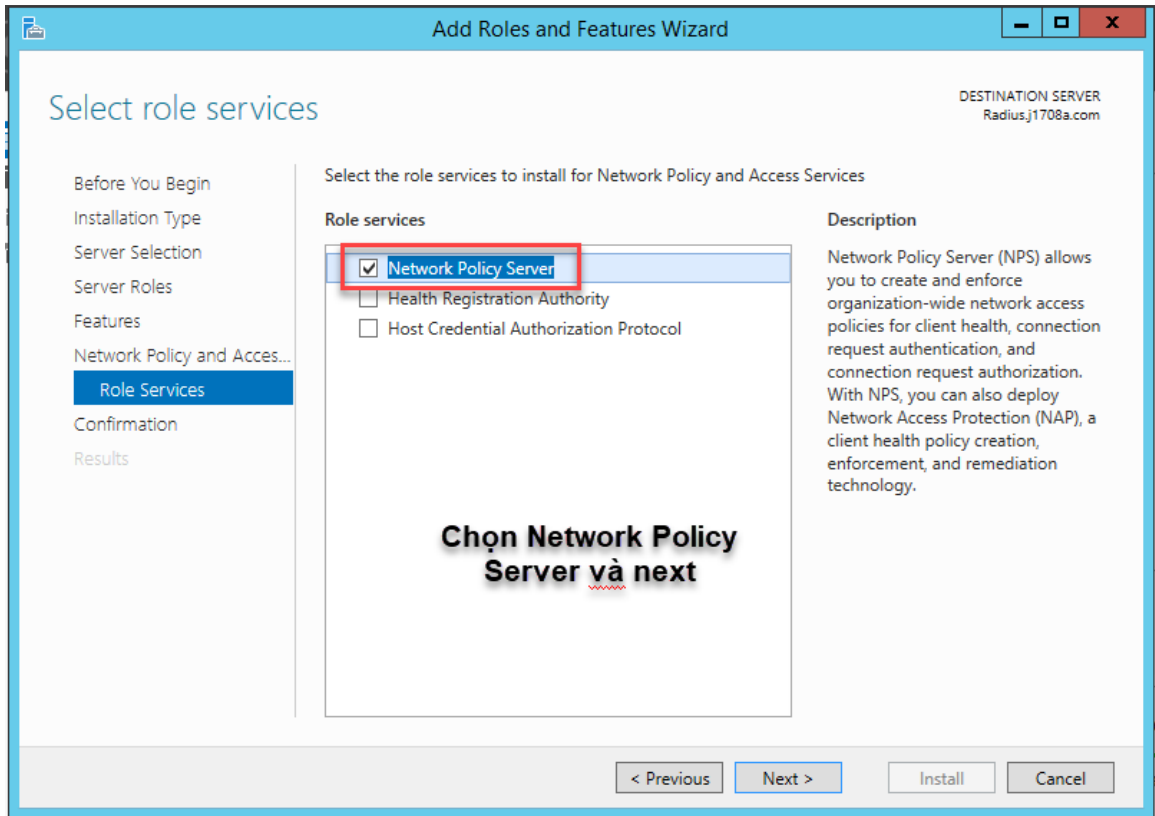 Add Roles and Features Wizard
Select role services
DESTINATION SERVER
Radius.j1708a.com
Before You Begin
Installation Type
Server Selection
Server Roles
Features
Network Policy and Acces...
Role Services
Confirmation
Results
Select the role services to install for Network Policy and Access Services
Role services
Network Policy Server
Health Registration Authority
Host Credential Authorization Protocol
Chọn Network Policy
Server và next
Description
Network Policy Server (NPS) allows
you to create and enforce
organization-wide network access
policies for client health, connection
request authentication, and
connection request authorization.
With NPS, you can also deploy
Network Access Protection (NAP), a
client health policy creation,
enforcement, and remediation
technology.
< Previous
Next >
Install
Cancel